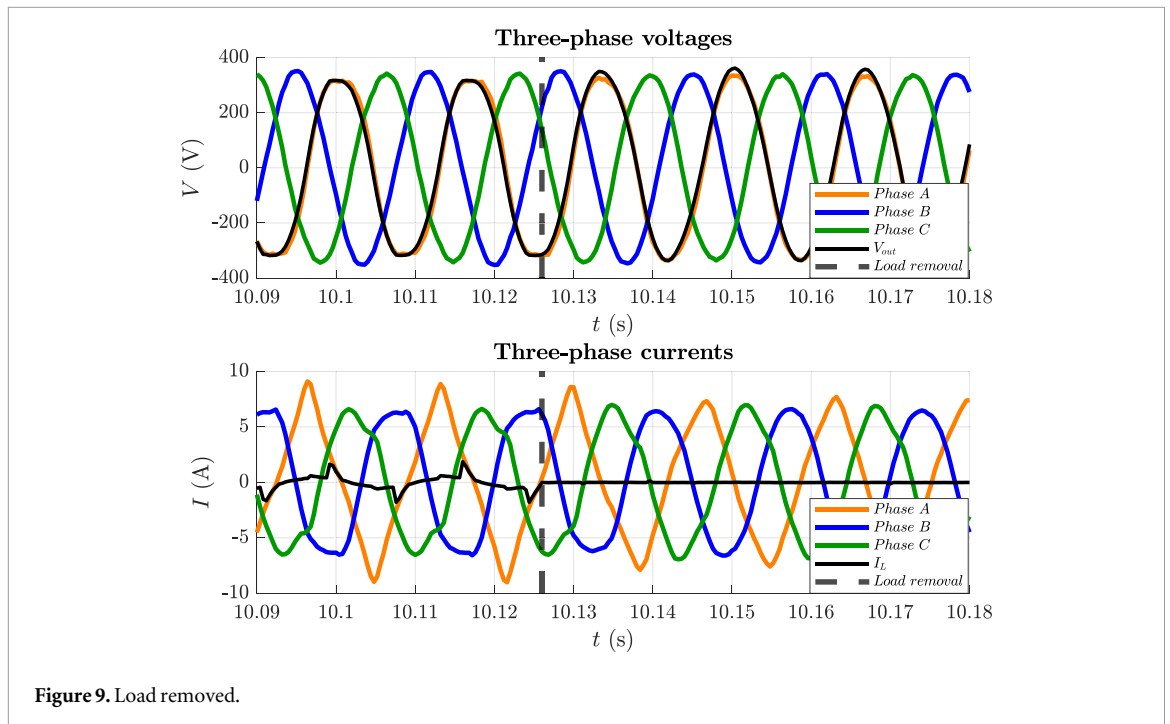 Three-phase voltages
400
200
0
-200
-400
V (V)
Phase A
Phase B
Phase C
V_out
Load removal
10.09 10.1 10.11 10.12 10.13 10.14 10.15 10.16 10.17 10.18
t (s)
Three-phase currents
10
5
0
-5
-10
I (A)
Phase A
Phase B
Phase C
I_L
Load removal
10.09 10.1 10.11 10.12 10.13 10.14 10.15 10.16 10.17 10.18
t (s)
Figure 9. Load removed.